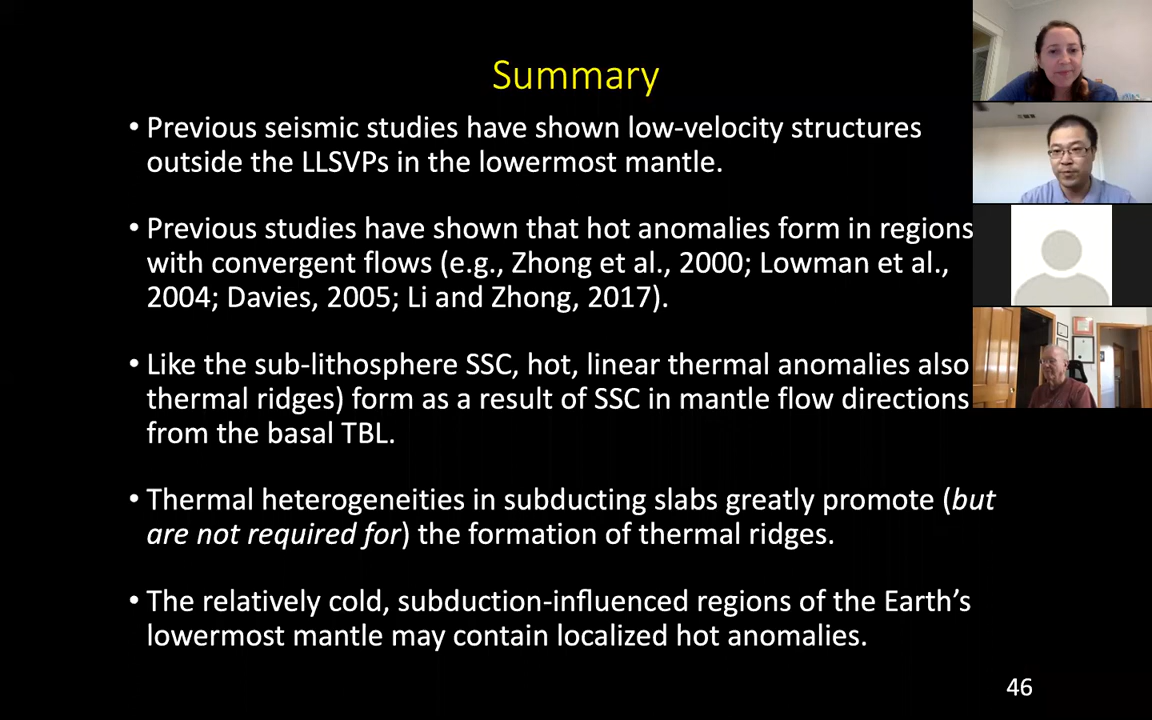 Summary
• Previous seismic studies have shown low-velocity structures
outside the LLSVPs in the lowermost mantle.
• Previous studies have shown that hot anomalies form in regions
with convergent flows (e.g., Zhong et al., 2000; Lowman et al.,
2004; Davies, 2005; Li and Zhong, 2017).
• Like the sub-lithosphere SSC, hot, linear thermal anomalies also
thermal ridges) form as a result of SSC in mantle flow directions
from the basal TBL.
• Thermal heterogeneities in subducting slabs greatly promote (but
are not required for) the formation of thermal ridges.
• The relatively cold, subduction-influenced regions of the Earth’s
lowermost mantle may contain localized hot anomalies.
46